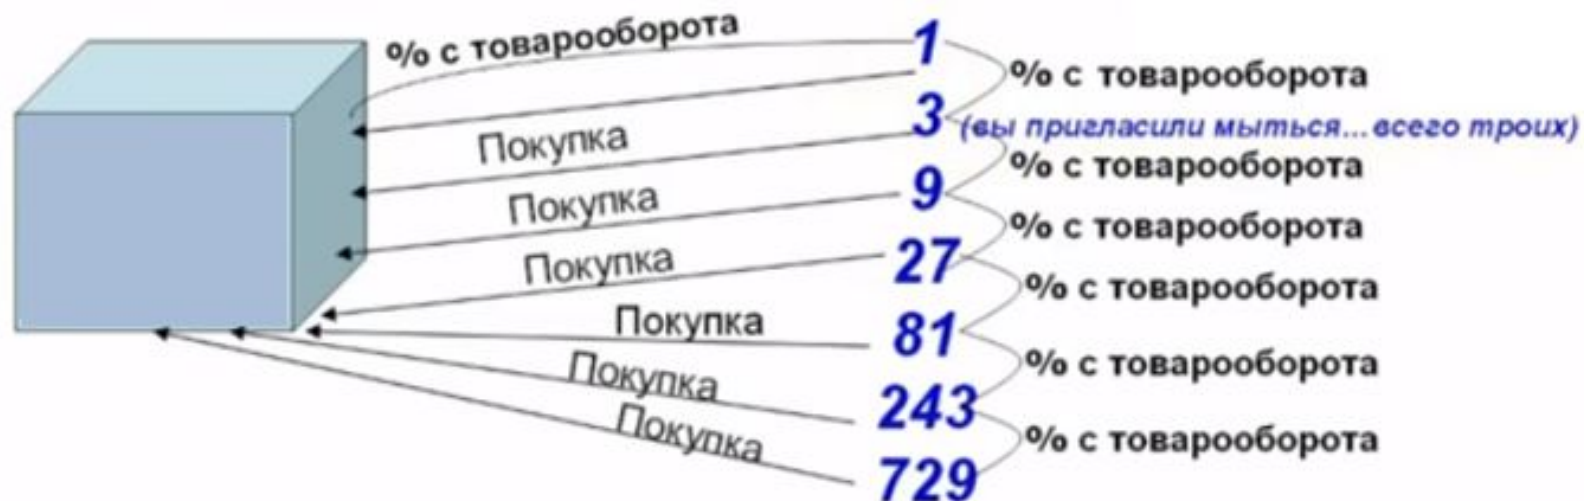 % с товарооборота
1
% с товарооборота
Покупка
3 (вы пригласили мыться...всего троих)
% с товарооборота
Покупка
9
% с товарооборота
Покупка
27
% с товарооборота
Покупка
81
% с товарооборота
Покупка
243
% с товарооборота
Покупка
729